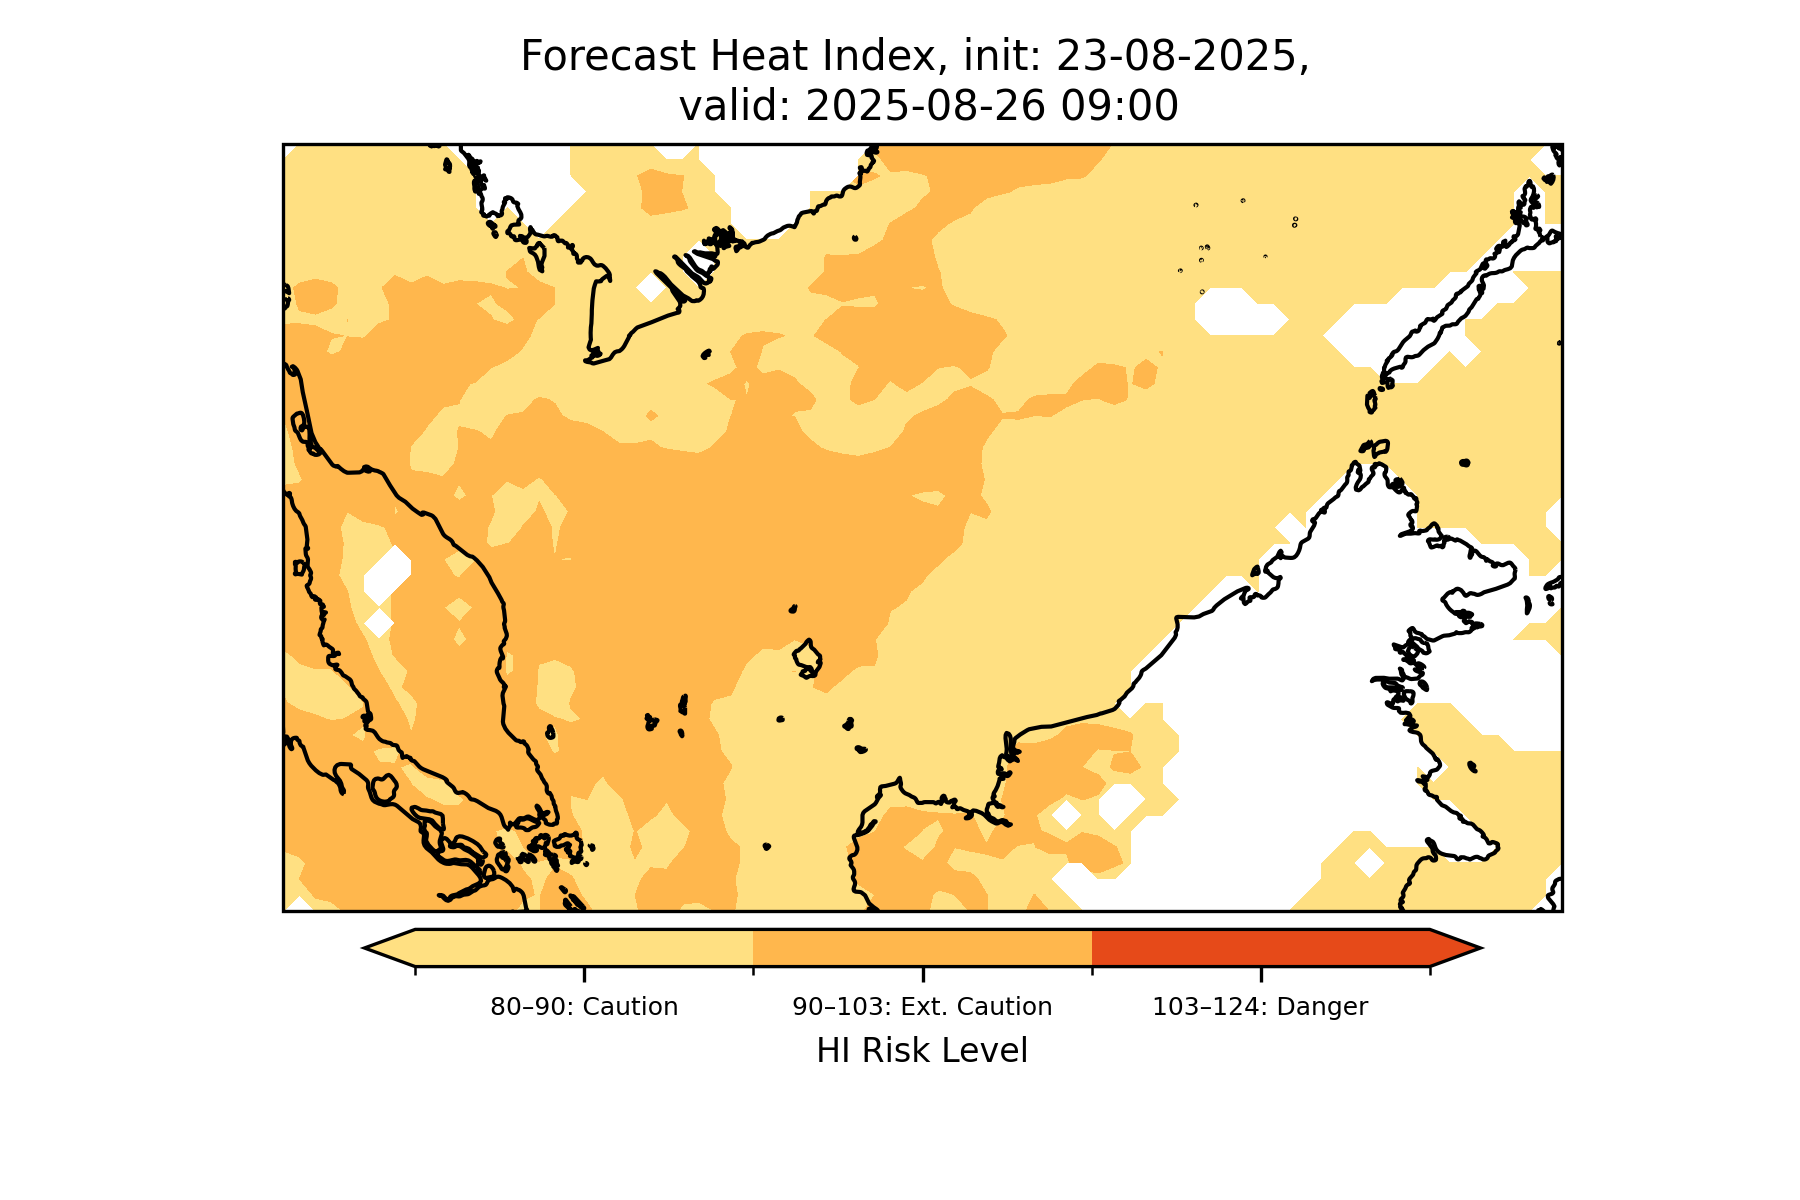 Forecast Heat Index, init: 23-08-2025,
valid: 2025-08-26 09:00
80–90: Caution
90–103: Ext. Caution
103–124: Danger
HI Risk Level